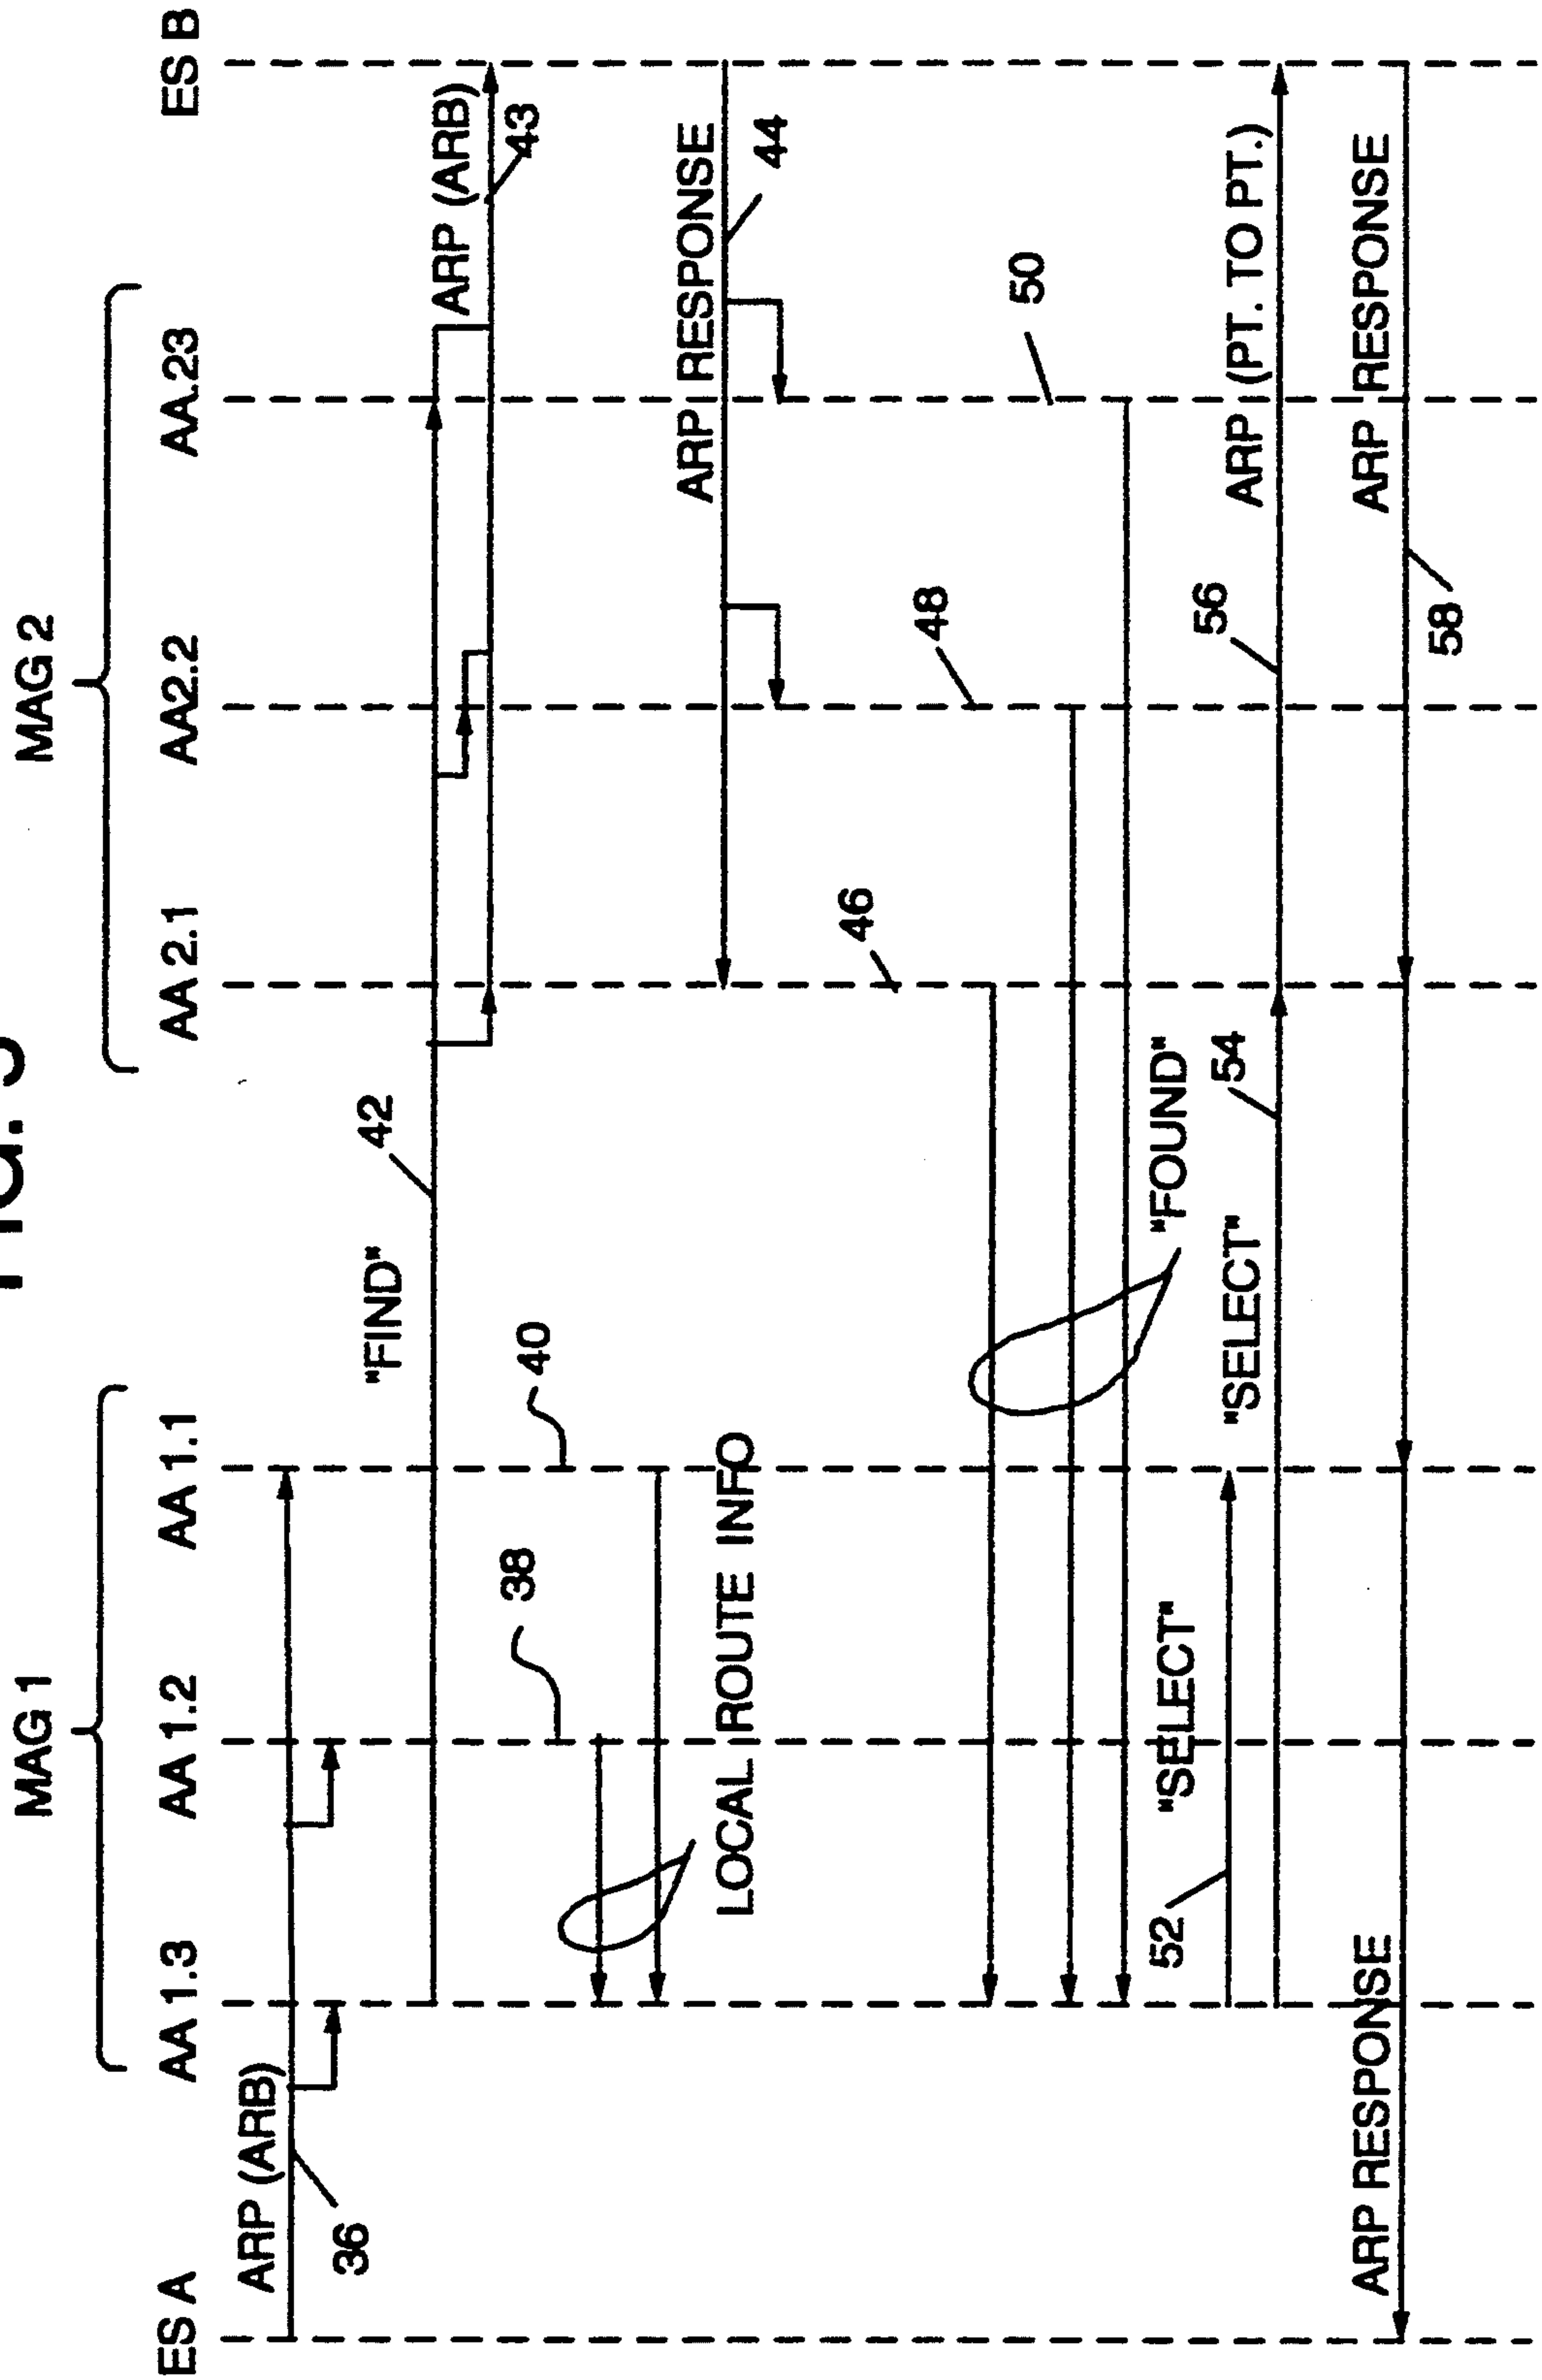 MAG 1
MAG 2
ES A
AA 1.3
AA 1.2
AA 1.1
AA 2.1
AA2.2
AA.23
ES B
ARP (ARB)
36
"FIND"
42
ARP (ARB)
43
40
38
LOCAL ROUTE INFO
ARP RESPONSE
44
46
48
50
"FOUND"
52
"SELECT"
"SELECT"
54
56
ARP (PT. TO PT.)
ARP RESPONSE
ARP RESPONSE
58